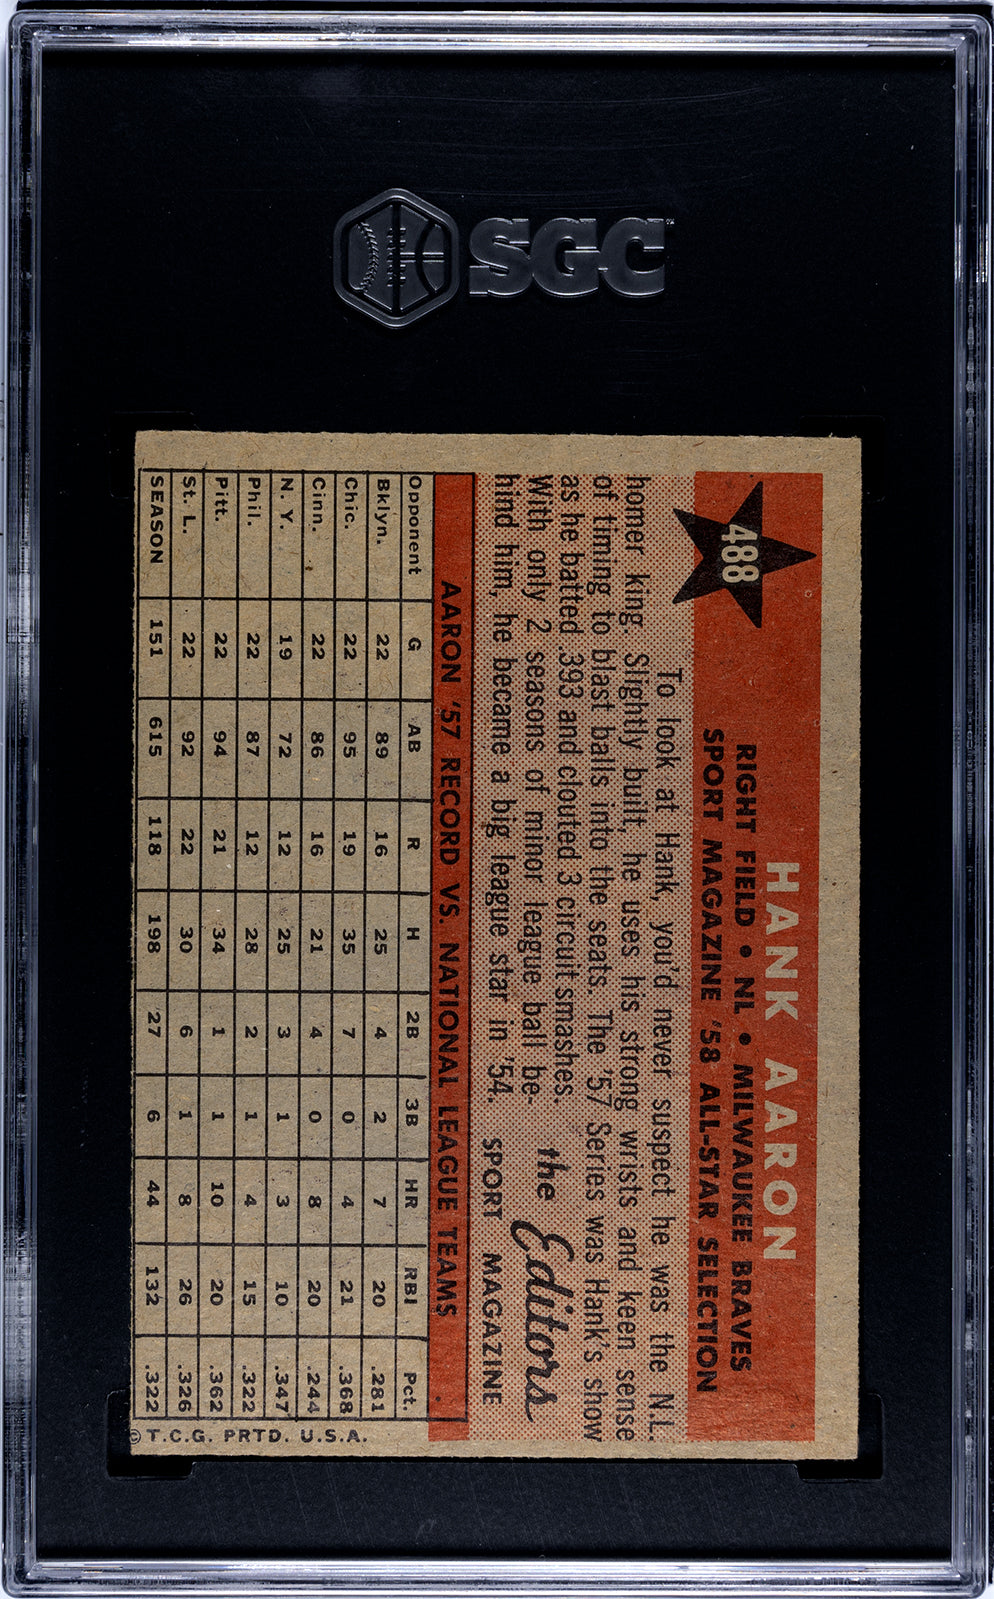 SGC
488
HANK AARON
RIGHT FIELD • NL • MILWAUKEE BRAVES
SPORT MAGAZINE '58 ALL-STAR SELECTION
To look at Hank, you'd never suspect he was the N.L.
homer king. Slightly built, he uses his strong wrists and keen sense
of timing to blast balls into the seats. The '57 Series was Hank's show
as he batted .393 and clouted 3 circuit smashes.
With only 2 seasons of minor league ball be-
hind him, he became a big league star in '54.
the Editors
SPORT MAGAZINE
AARON '57 RECORD VS. NATIONAL LEAGUE TEAMS
Opponent G AB R H 2B 3B HR RBI Pct.
Bklyn. 22 89 16 25 4 2 7 20 .281
Chic. 22 95 19 35 7 0 4 21 .368
Cinn. 22 86 16 21 4 0 8 20 .244
N. Y. 19 72 12 25 3 1 3 10 .347
Phil. 22 87 12 28 2 1 4 15 .322
Pitt. 22 94 21 34 1 1 10 20 .362
St. L. 22 92 22 30 6 1 8 26 .326
SEASON 151 615 118 198 27 6 44 132 .322
© T.C.G. PRTD. U.S.A.